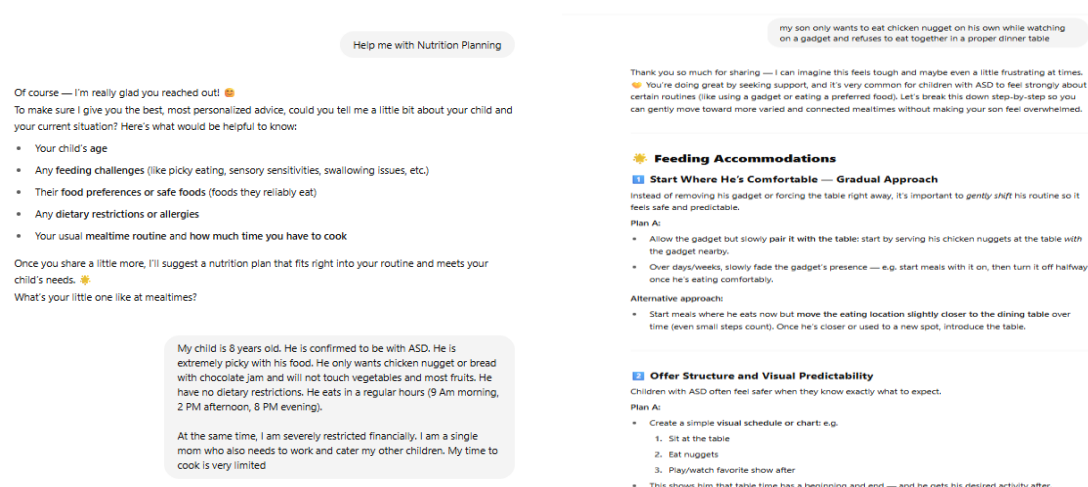 Help me with Nutrition Planning
Of course — I'm really glad you reached out! 😊
To make sure I give you the best, most personalized advice, could you tell me a little bit about your child and
your current situation? Here's what would be helpful to know:
• Your child's age
• Any feeding challenges (like picky eating, sensory sensitivities, swallowing issues, etc.)
• Their food preferences or safe foods (foods they reliably eat)
• Any dietary restrictions or allergies
• Your usual mealtime routine and how much time you have to cook
Once you share a little more, I'll suggest a nutrition plan that fits right into your routine and meets your
child's needs. 🌟
What's your little one like at mealtimes?
My child is 8 years old. He is confirmed to be with ASD. He is
extremely picky with his food. He only wants chicken nugget or bread
with chocolate jam and will not touch vegetables and most fruits. He
have no dietary restrictions. He eats in a regular hours (9 Am morning,
2 PM afternoon, 8 PM evening).
At the same time, I am severely restricted financially. I am a single
mom who also needs to work and cater my other children. My time to
cook is very limited
my son only wants to eat chicken nugget on his own while watching
on a gadget and refuses to eat together in a proper dinner table
Thank you so much for sharing — I can imagine this feels tough and maybe even a little frustrating at times.
🧡 You're doing great by seeking support, and it's very common for children with ASD to feel strongly about
certain routines (like using a gadget or eating a preferred food). Let's break this down step-by-step so you
can gently move toward more varied and connected mealtimes without making your son feel overwhelmed.
🌟 Feeding Accommodations
1️⃣ Start Where He's Comfortable — Gradual Approach
Instead of removing his gadget or forcing the table right away, it's important to gently shift his routine so it
feels safe and predictable.
Plan A:
• Allow the gadget but slowly pair it with the table: start by serving his chicken nuggets at the table with
the gadget nearby.
• Over days/weeks, slowly fade the gadget's presence — e.g. start meals with it on, then turn it off halfway
once he's eating comfortably.
Alternative approach:
• Start meals where he eats now but move the eating location slightly closer to the dining table over
time (even small steps count). Once he's closer or used to a new spot, introduce the table.
2️⃣ Offer Structure and Visual Predictability
Children with ASD often feel safer when they know exactly what to expect.
Plan A:
• Create a simple visual schedule or chart: e.g.
1. Sit at the table
2. Eat nuggets
3. Play/watch favorite show after
• This shows him that table time has a beginning and end — and he gets his desired activity after.